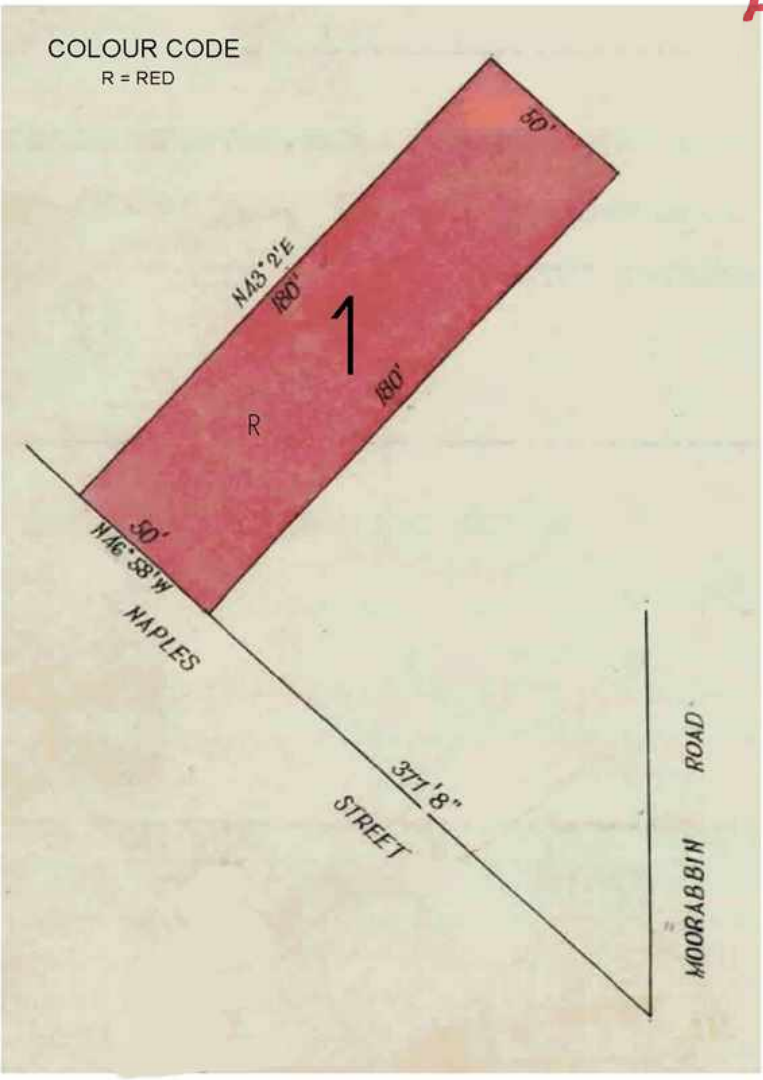 COLOUR CODE
R = RED
50'
N43°2'E
180'
1
180'
R
50'
N46°58'W
NAPLES
377'8"
STREET
MOORABBIN ROAD